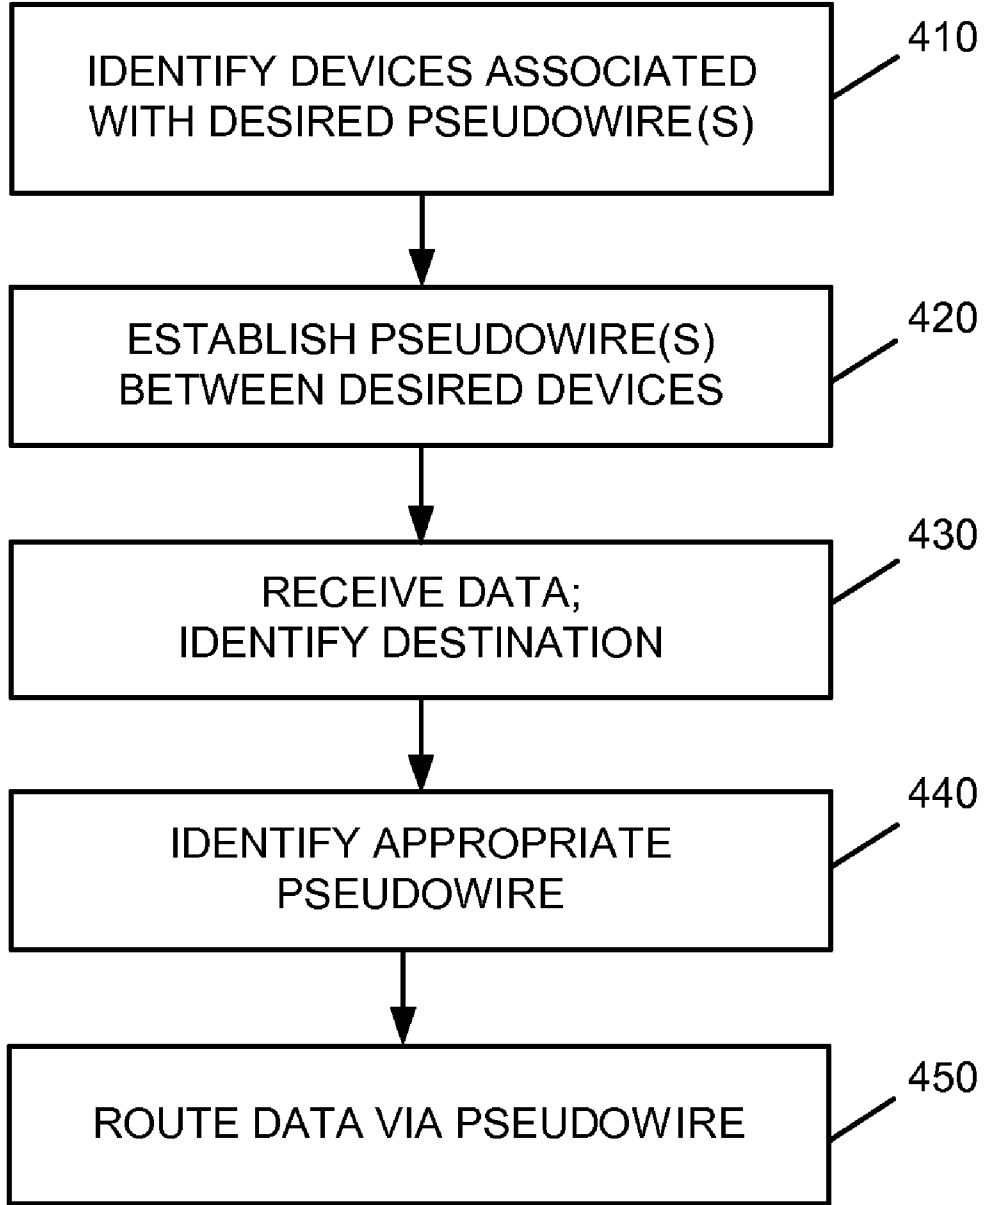 410
IDENTIFY DEVICES ASSOCIATED
WITH DESIRED PSEUDOWIRE(S)
420
ESTABLISH PSEUDOWIRE(S)
BETWEEN DESIRED DEVICES
430
RECEIVE DATA;
IDENTIFY DESTINATION
440
IDENTIFY APPROPRIATE
PSEUDOWIRE
450
ROUTE DATA VIA PSEUDOWIRE